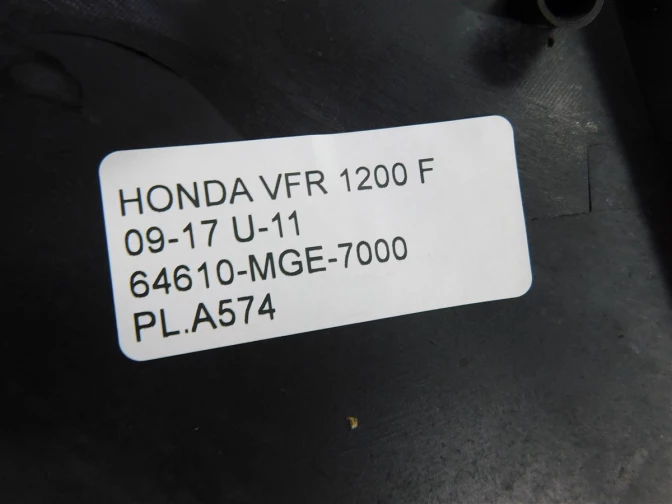 HONDA VFR 1200 F
09-17 U-11
64610-MGE-7000
PL.A574